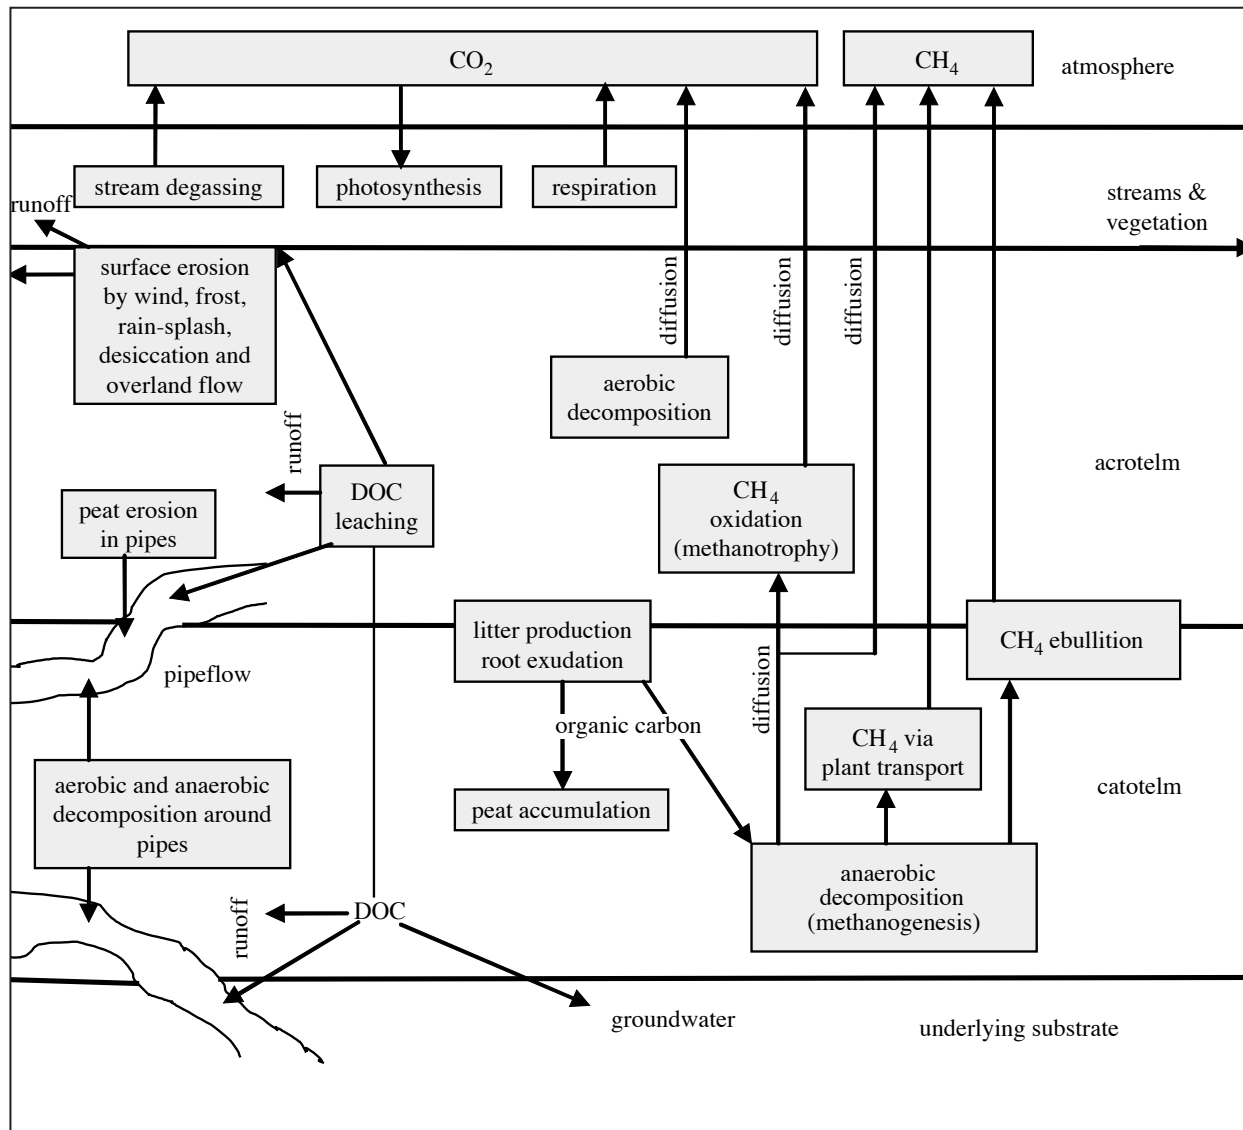 CO2
CH4
atmosphere
stream degassing
photosynthesis
respiration
streams &
vegetation
runoff
surface erosion
by wind, frost,
rain-splash,
desiccation and
overland flow
diffusion
diffusion
diffusion
aerobic
decomposition
runoff
DOC
leaching
CH4
oxidation
(methanotrophy)
acrotelm
peat erosion
in pipes
litter production
root exudation
CH4 ebullition
pipeflow
diffusion
organic carbon
CH4 via
plant transport
catotelm
aerobic and anaerobic
decomposition around
pipes
peat accumulation
anaerobic
decomposition
(methanogenesis)
runoff
DOC
groundwater
underlying substrate